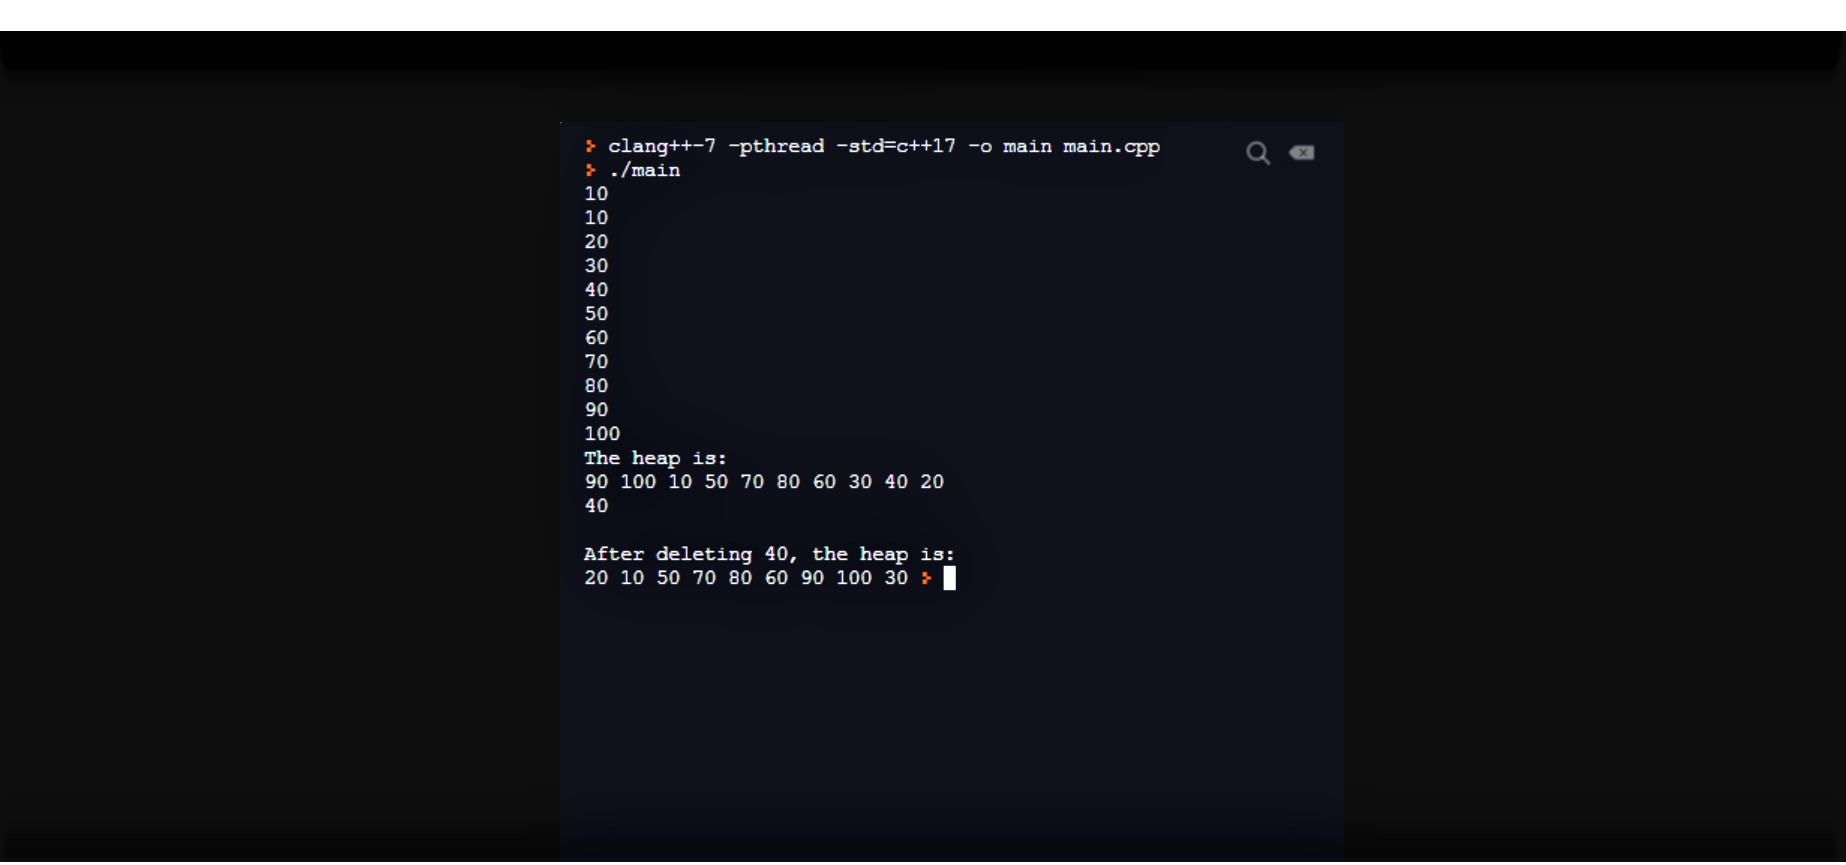 clang++-7 -pthread -std=c++17 -o main main.cpp
./main
10
10
20
30
40
50
60
70
80
90
100
The heap is:
90 100 10 50 70 80 60 30 40 20
40
After deleting 40, the heap is:
20 10 50 70 80 60 90 100 30